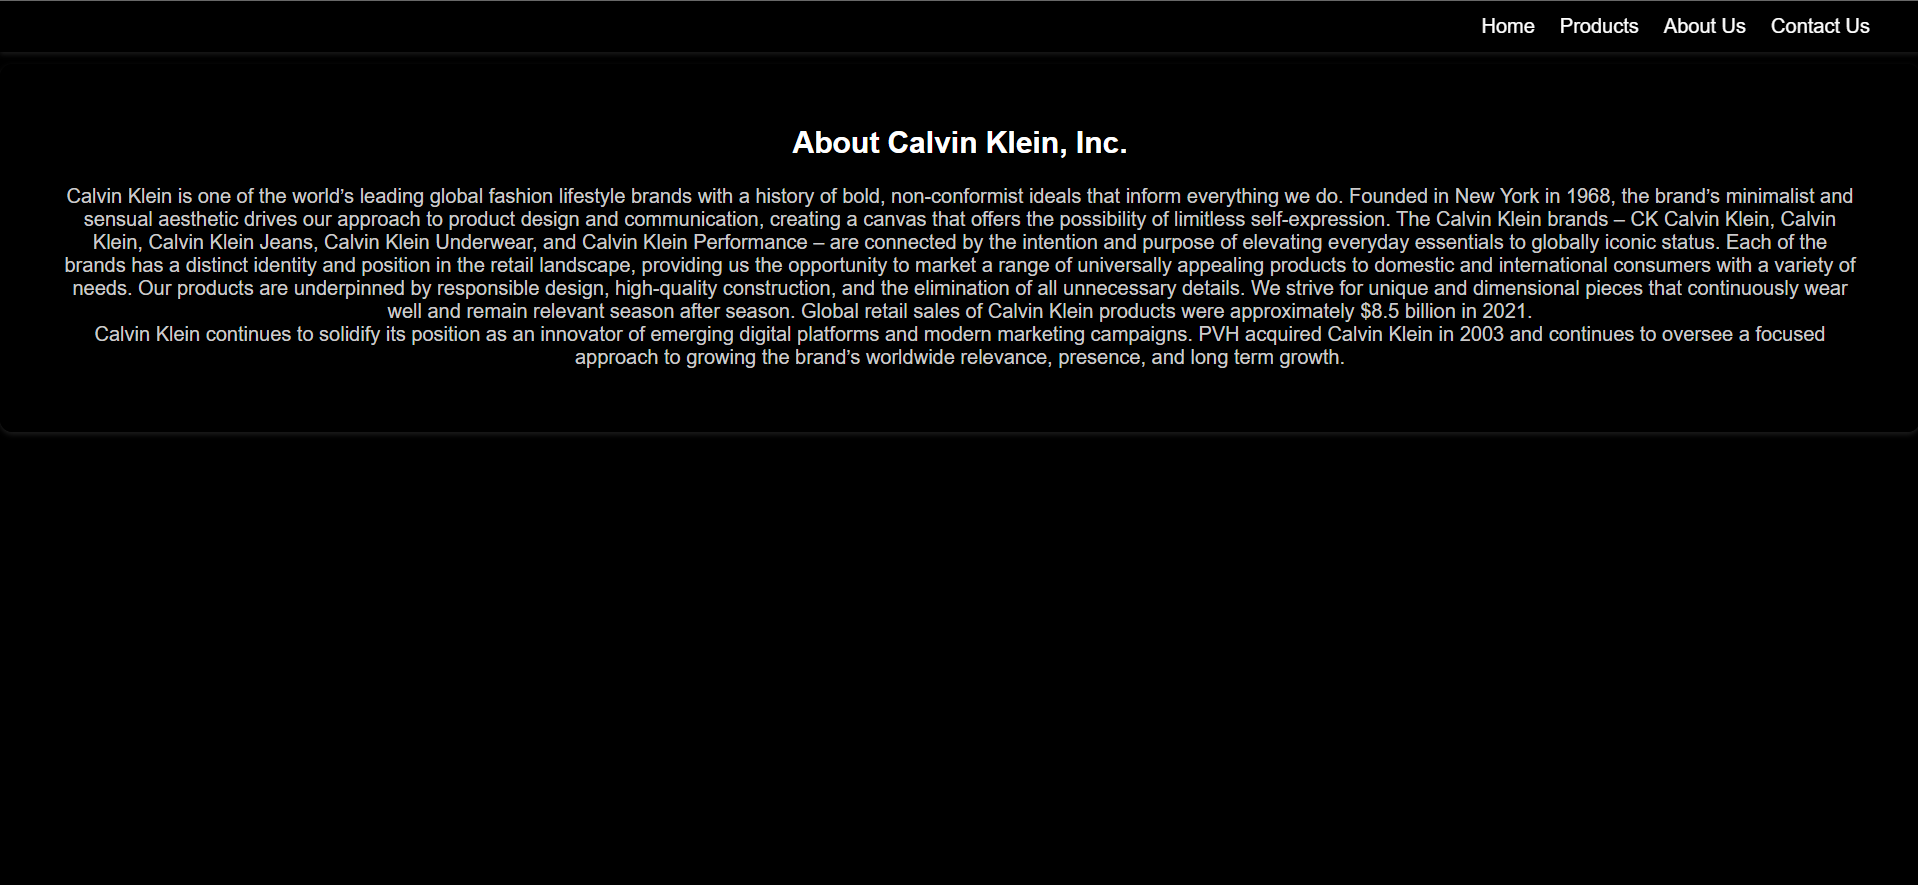 Home Products About Us Contact Us
About Calvin Klein, Inc.
Calvin Klein is one of the world’s leading global fashion lifestyle brands with a history of bold, non-conformist ideals that inform everything we do. Founded in New York in 1968, the brand’s minimalist and
sensual aesthetic drives our approach to product design and communication, creating a canvas that offers the possibility of limitless self-expression. The Calvin Klein brands – CK Calvin Klein, Calvin
Klein, Calvin Klein Jeans, Calvin Klein Underwear, and Calvin Klein Performance – are connected by the intention and purpose of elevating everyday essentials to globally iconic status. Each of the
brands has a distinct identity and position in the retail landscape, providing us the opportunity to market a range of universally appealing products to domestic and international consumers with a variety of
needs. Our products are underpinned by responsible design, high-quality construction, and the elimination of all unnecessary details. We strive for unique and dimensional pieces that continuously wear
well and remain relevant season after season. Global retail sales of Calvin Klein products were approximately $8.5 billion in 2021.
Calvin Klein continues to solidify its position as an innovator of emerging digital platforms and modern marketing campaigns. PVH acquired Calvin Klein in 2003 and continues to oversee a focused
approach to growing the brand’s worldwide relevance, presence, and long term growth.